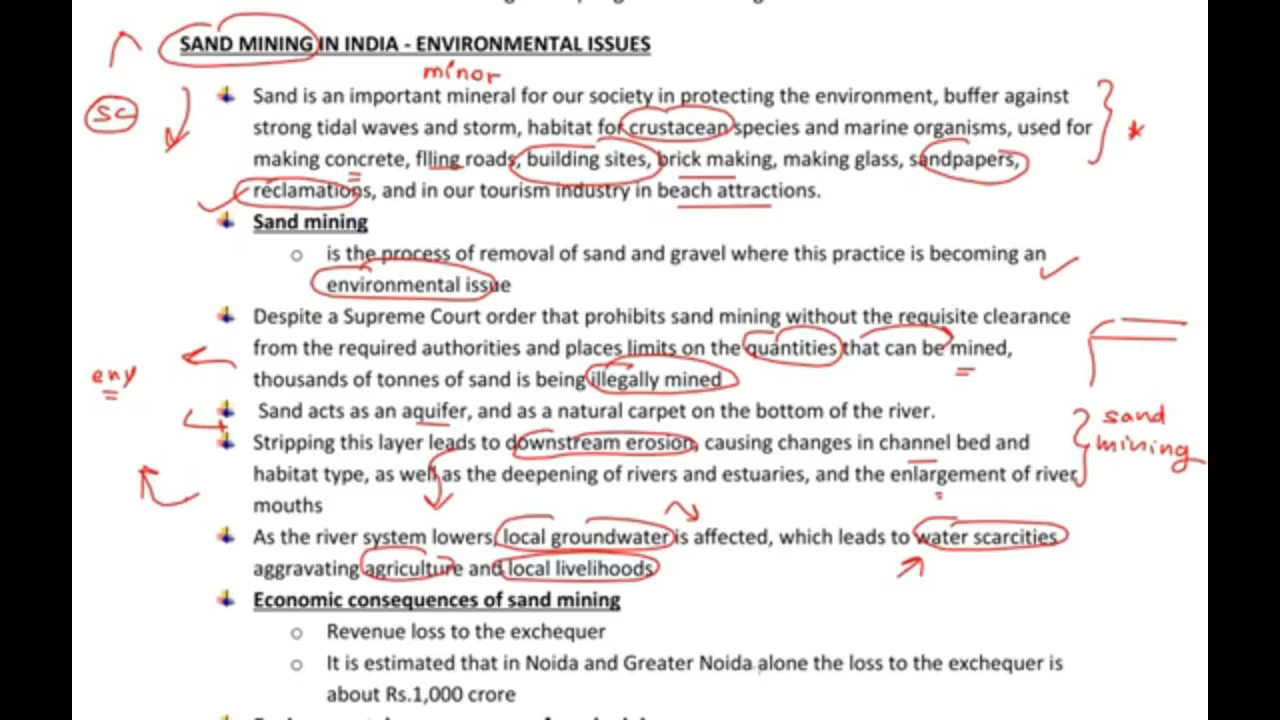 SAND MINING IN INDIA - ENVIRONMENTAL ISSUES
minor
Sand is an important mineral for our society in protecting the environment, buffer against
sc
strong tidal waves and storm, habitat for crustacean species and marine organisms, used for
making concrete, flling roads, building sites, brick making, making glass, sandpapers,
reclamations, and in our tourism industry in beach attractions.
Sand mining
is the process of removal of sand and gravel where this practice is becoming an
environmental issue
Despite a Supreme Court order that prohibits sand mining without the requisite clearance
from the required authorities and places limits on the quantities that can be mined,
thousands of tonnes of sand is being illegally mined
env
Sand acts as an aquifer, and as a natural carpet on the bottom of the river.
sand
mining
Stripping this layer leads to downstream erosion, causing changes in channel bed and
habitat type, as well as the deepening of rivers and estuaries, and the enlargement of river
mouths
As the river system lowers, local groundwater is affected, which leads to water scarcities
aggravating agriculture and local livelihoods
Economic consequences of sand mining
Revenue loss to the exchequer
It is estimated that in Noida and Greater Noida alone the loss to the exchequer is
about Rs.1,000 crore